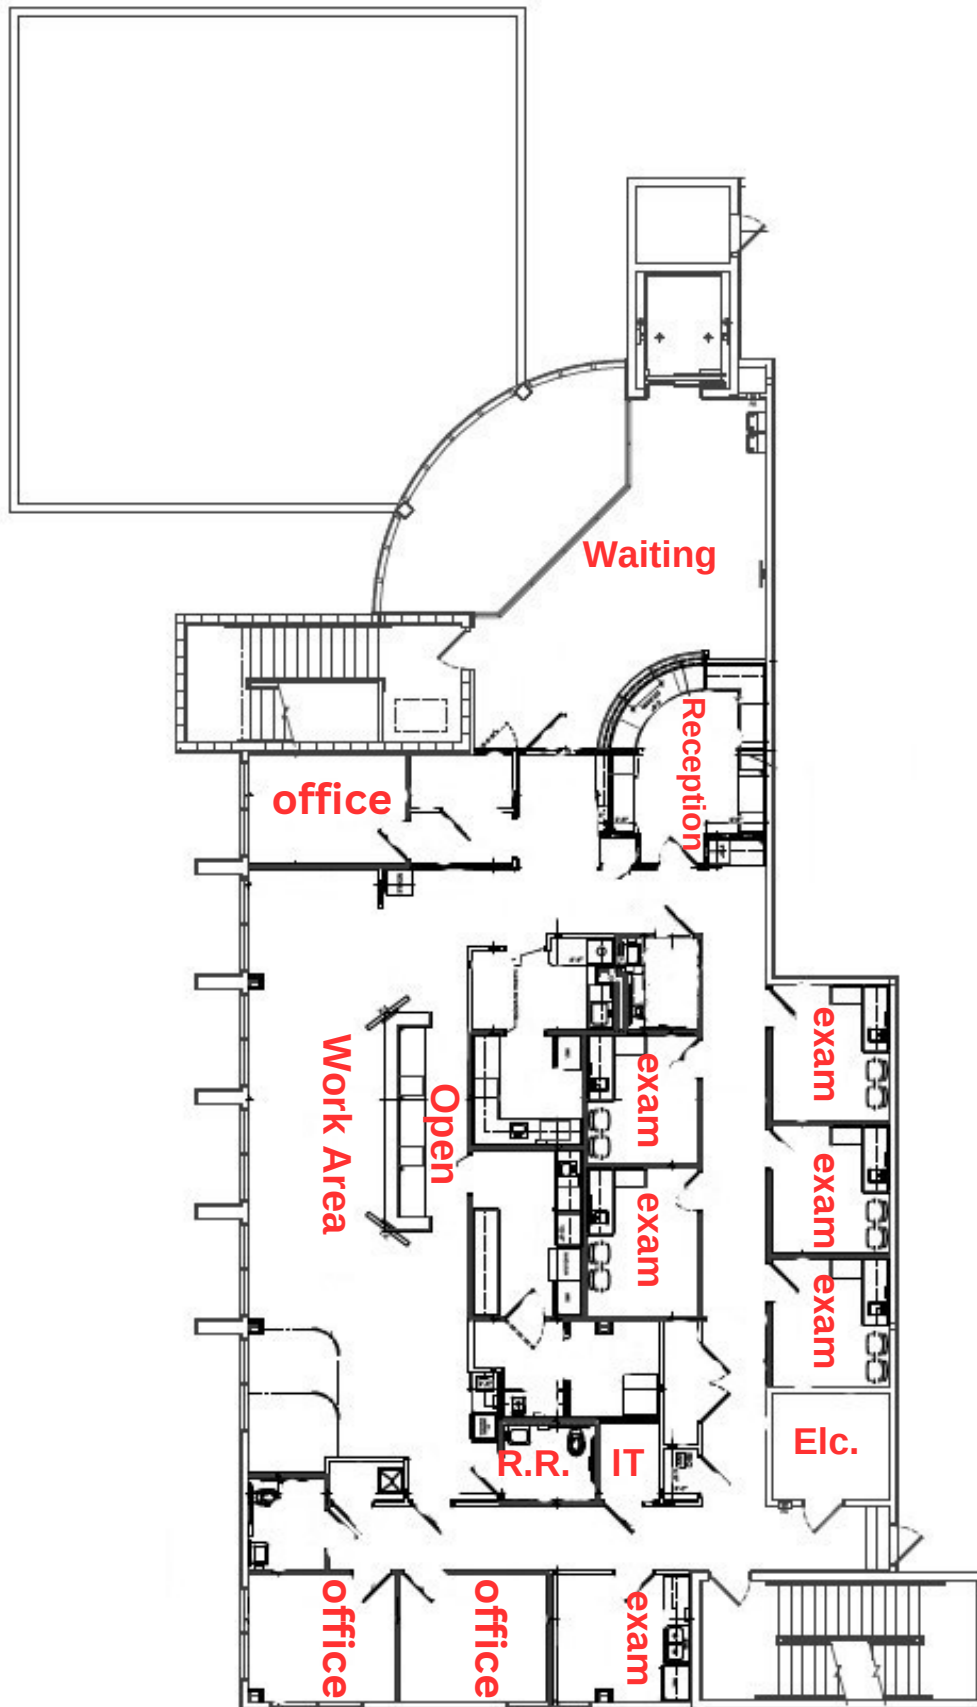 Waiting
Reception
office
exam
exam
Open
Work Area
exam
exam
exam
Elc.
R.R.
IT
office
office
exam